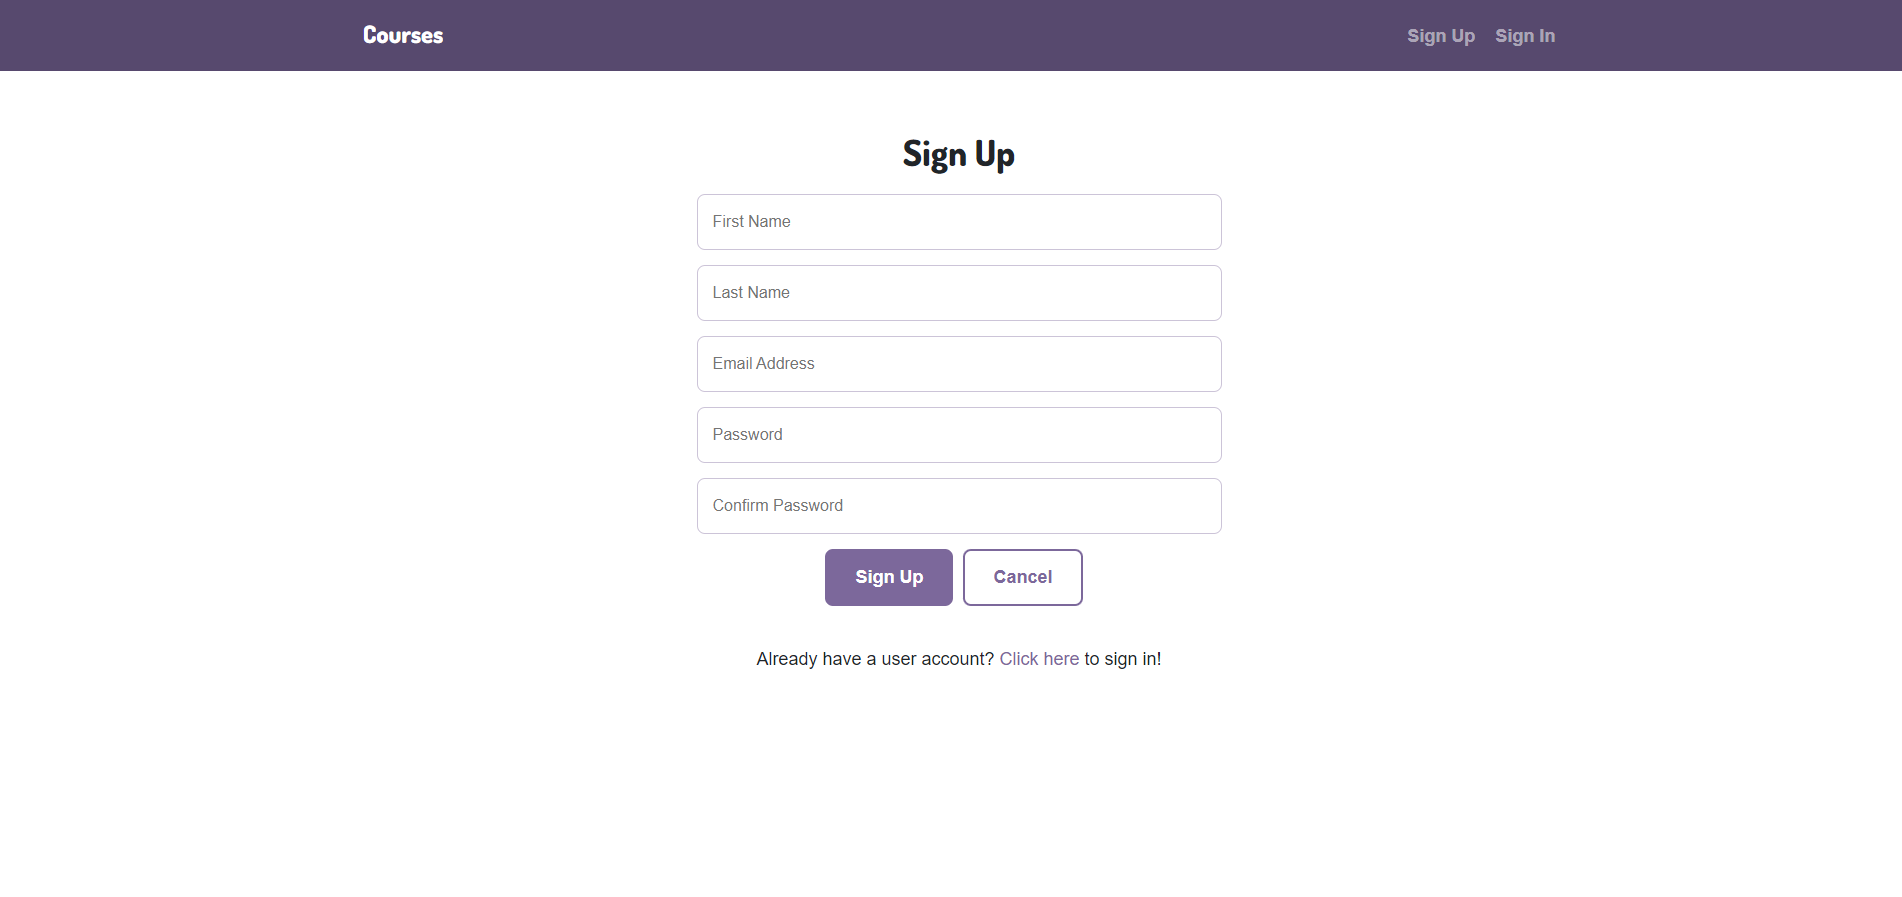 Courses
Sign Up Sign In
Sign Up
First Name
Last Name
Email Address
Password
Confirm Password
Sign Up Cancel
Already have a user account? Click here to sign in!